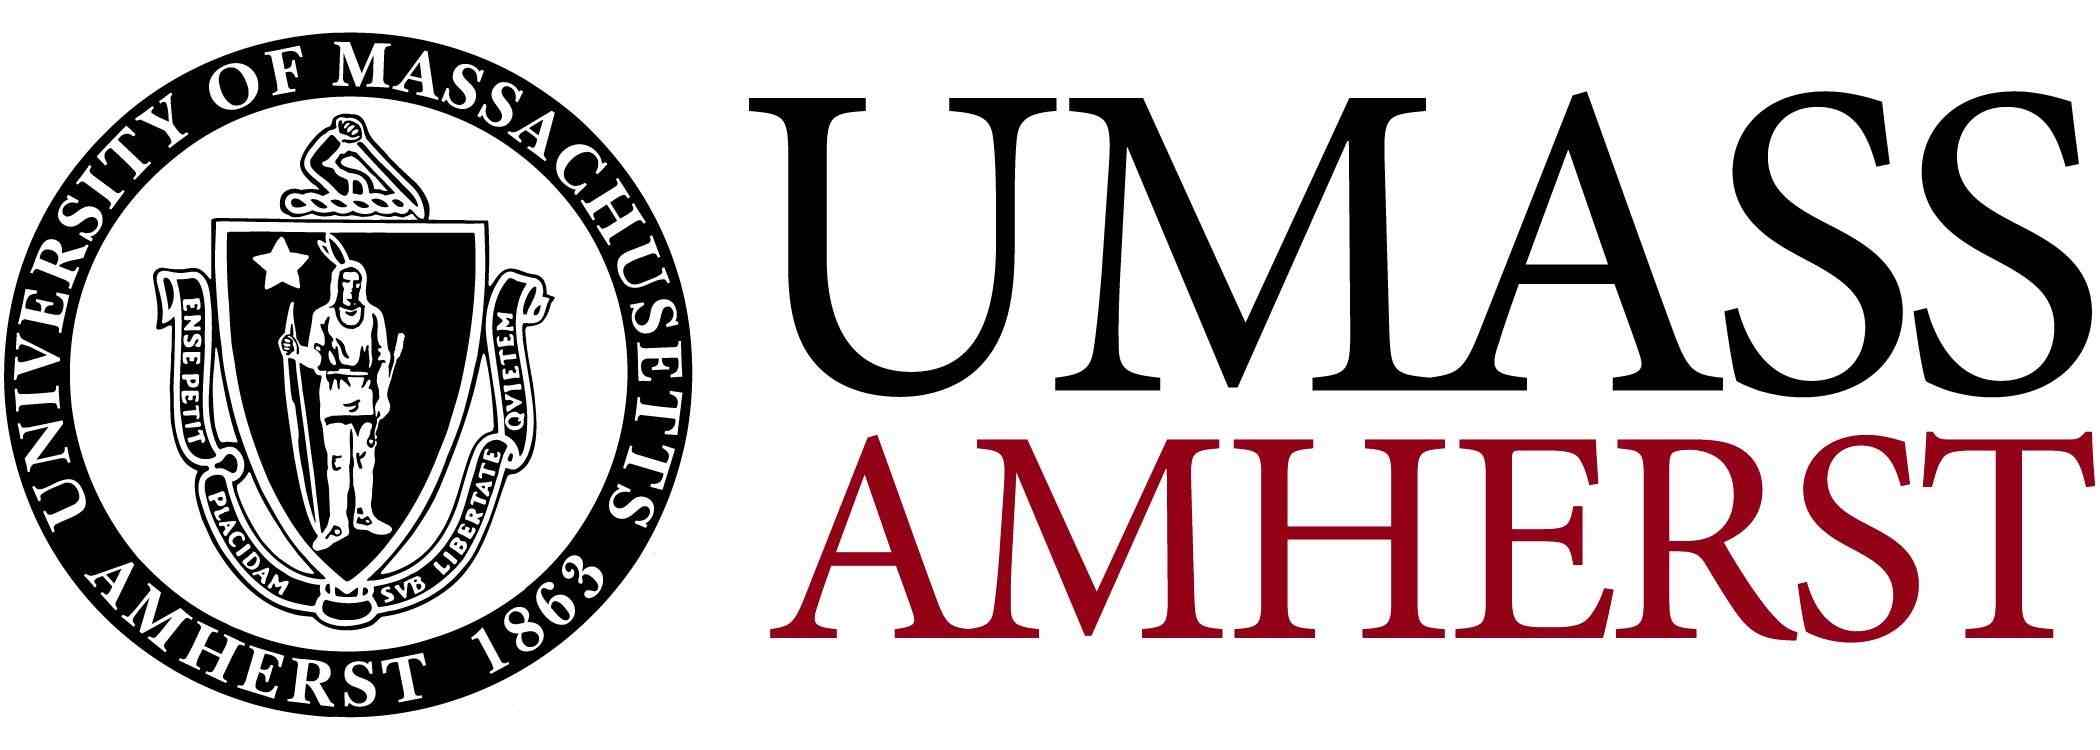 UNIVERSITY OF MASSACHUSETTS
AMHERST 1863
ENSE PETIT
PLACIDAM
SVB LIBERTATE
QVIETEM
UMASS
AMHERST